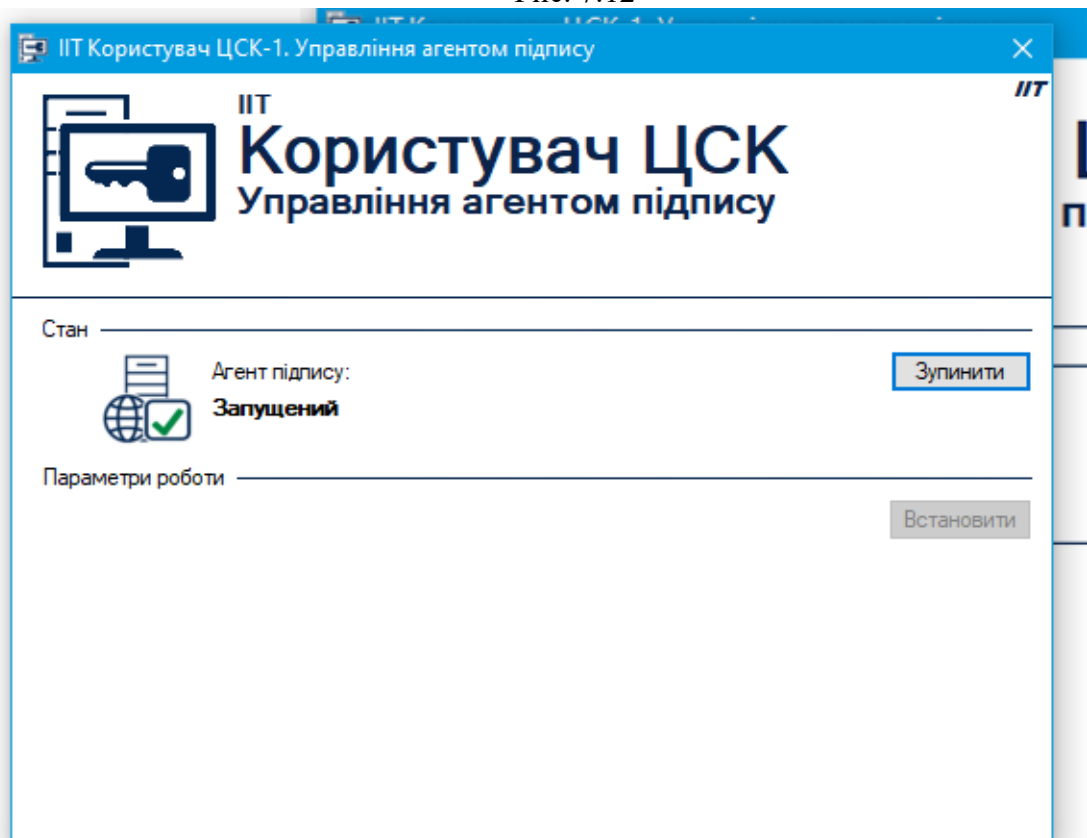 ІІТ Користувач ЦСК-1. Управління агентом підпису
ІІТ
ІІТ
Користувач ЦСК
Управління агентом підпису
Стан
Агент підпису:
Зупинити
Запущений
Параметри роботи
Встановити